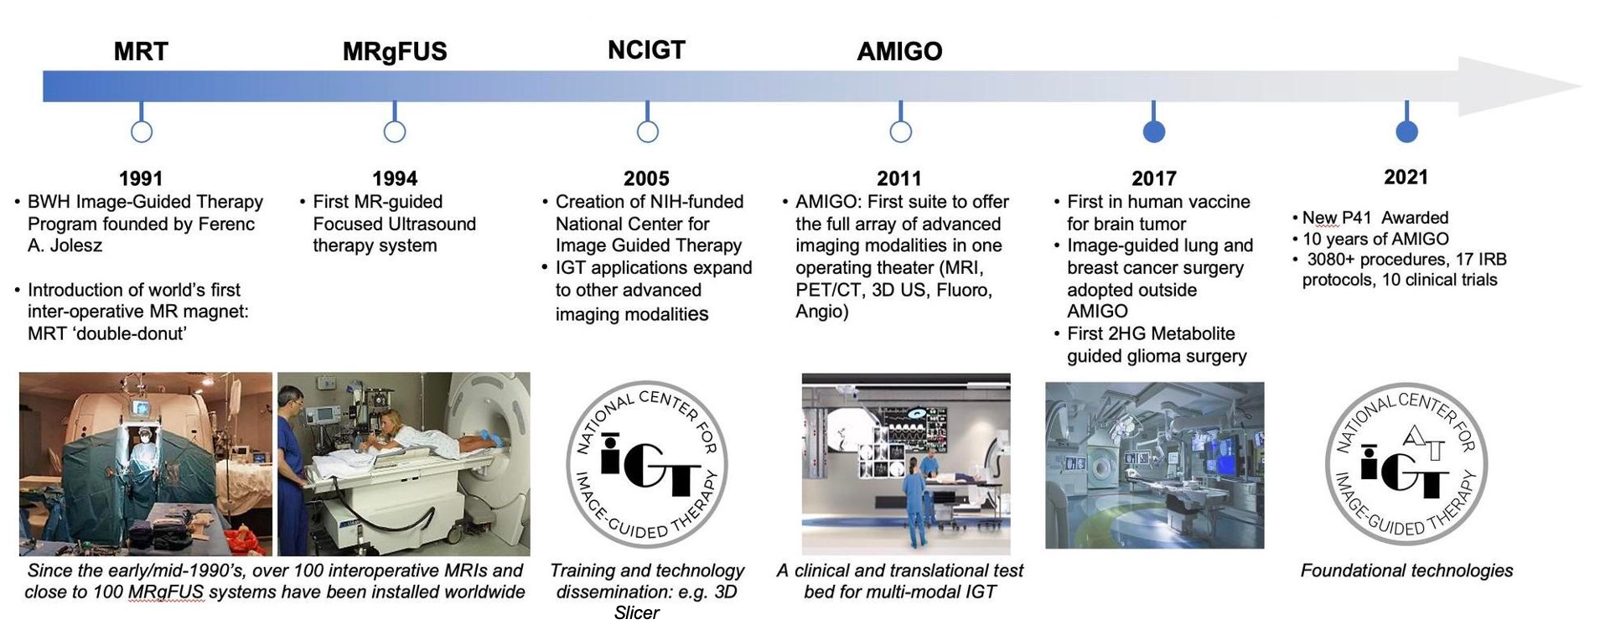 MRT
MRgFUS
NCIGT
AMIGO
1991
• BWH Image-Guided Therapy
Program founded by Ferenc
A. Jolesz
• Introduction of world's first
inter-operative MR magnet:
MRT 'double-donut'
1994
• First MR-guided
Focused Ultrasound
therapy system
2005
• Creation of NIH-funded
National Center for
Image Guided Therapy
• IGT applications expand
to other advanced
imaging modalities
2011
• AMIGO: First suite to offer
the full array of advanced
imaging modalities in one
operating theater (MRI,
PET/CT, 3D US, Fluoro,
Angio)
2017
• First in human vaccine
for brain tumor
• Image-guided lung and
breast cancer surgery
adopted outside
AMIGO
• First 2HG Metabolite
guided glioma surgery
2021
• New P41 Awarded
• 10 years of AMIGO
• 3080+ procedures, 17 IRB
protocols, 10 clinical trials
NATIONAL CENTER FOR
IGT
IMAGE-GUIDED THERAPY
NATIONAL CENTER FOR
AT
IGT
IMAGE-GUIDED THERAPY
Since the early/mid-1990's, over 100 interoperative MRIs and
close to 100 MRgFUS systems have been installed worldwide
Training and technology
dissemination: e.g. 3D
Slicer
A clinical and translational test
bed for multi-modal IGT
Foundational technologies